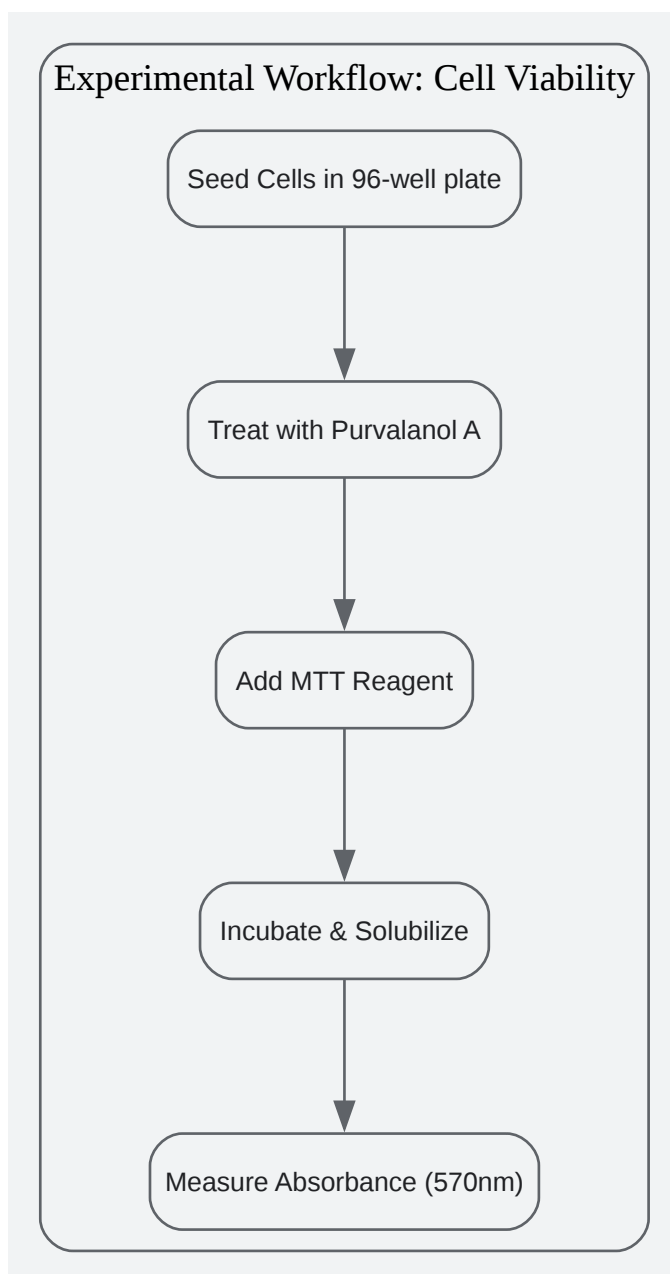 Experimental Workflow: Cell Viability
Seed Cells in 96-well plate
Treat with Purvalanol A
Add MTT Reagent
Incubate & Solubilize
Measure Absorbance (570nm)